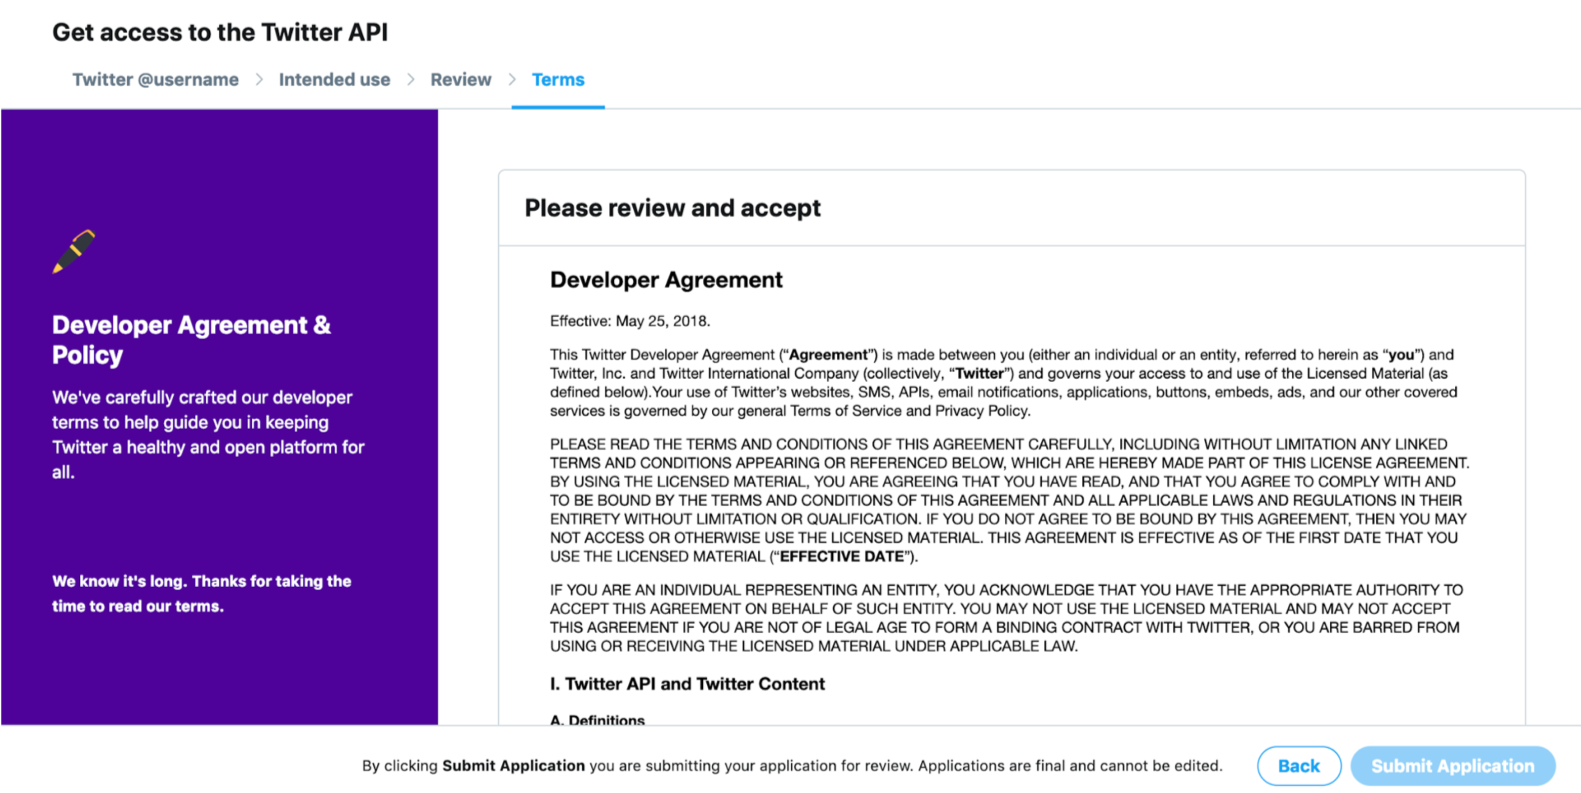 Get access to the Twitter API
Twitter @username > Intended use > Review > Terms
Developer Agreement &
Policy
We've carefully crafted our developer
terms to help guide you in keeping
Twitter a healthy and open platform for
all.
We know it's long. Thanks for taking the
time to read our terms.
Please review and accept
Developer Agreement
Effective: May 25, 2018.
This Twitter Developer Agreement (“Agreement”) is made between you (either an individual or an entity, referred to herein as “you”) and
Twitter, Inc. and Twitter International Company (collectively, “Twitter”) and governs your access to and use of the Licensed Material (as
defined below).Your use of Twitter’s websites, SMS, APIs, email notifications, applications, buttons, embeds, ads, and our other covered
services is governed by our general Terms of Service and Privacy Policy.
PLEASE READ THE TERMS AND CONDITIONS OF THIS AGREEMENT CAREFULLY, INCLUDING WITHOUT LIMITATION ANY LINKED
TERMS AND CONDITIONS APPEARING OR REFERENCED BELOW, WHICH ARE HEREBY MADE PART OF THIS LICENSE AGREEMENT.
BY USING THE LICENSED MATERIAL, YOU ARE AGREEING THAT YOU HAVE READ, AND THAT YOU AGREE TO COMPLY WITH AND
TO BE BOUND BY THE TERMS AND CONDITIONS OF THIS AGREEMENT AND ALL APPLICABLE LAWS AND REGULATIONS IN THEIR
ENTIRETY WITHOUT LIMITATION OR QUALIFICATION. IF YOU DO NOT AGREE TO BE BOUND BY THIS AGREEMENT, THEN YOU MAY
NOT ACCESS OR OTHERWISE USE THE LICENSED MATERIAL. THIS AGREEMENT IS EFFECTIVE AS OF THE FIRST DATE THAT YOU
USE THE LICENSED MATERIAL (“EFFECTIVE DATE”).
IF YOU ARE AN INDIVIDUAL REPRESENTING AN ENTITY, YOU ACKNOWLEDGE THAT YOU HAVE THE APPROPRIATE AUTHORITY TO
ACCEPT THIS AGREEMENT ON BEHALF OF SUCH ENTITY. YOU MAY NOT USE THE LICENSED MATERIAL AND MAY NOT ACCEPT
THIS AGREEMENT IF YOU ARE NOT OF LEGAL AGE TO FORM A BINDING CONTRACT WITH TWITTER, OR YOU ARE BARRED FROM
USING OR RECEIVING THE LICENSED MATERIAL UNDER APPLICABLE LAW.
I. Twitter API and Twitter Content
A. Definitions
By clicking Submit Application you are submitting your application for review. Applications are final and cannot be edited.
Back
Submit Application